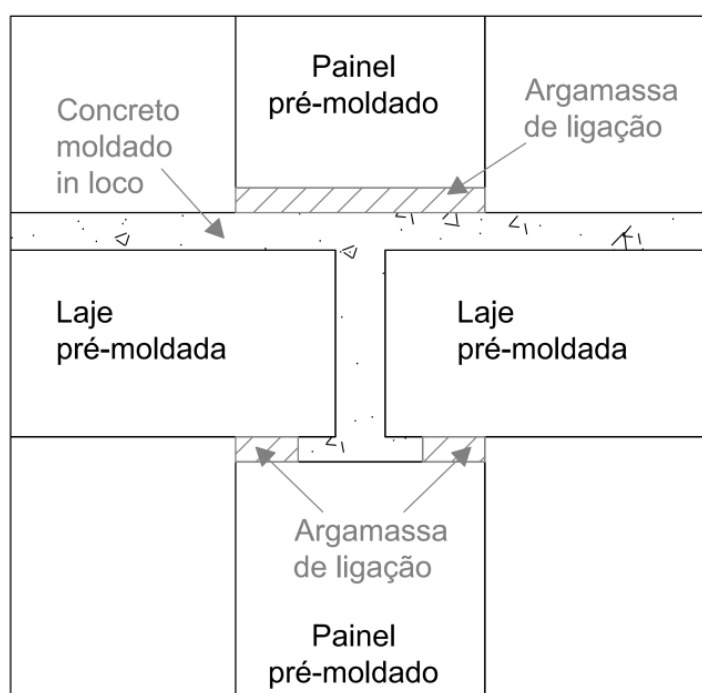 Painel
pré-moldado
Concreto
moldado
in loco
Argamassa
de ligação
Laje
pré-moldada
Laje
pré-moldada
Argamassa
de ligação
Painel
pré-moldado